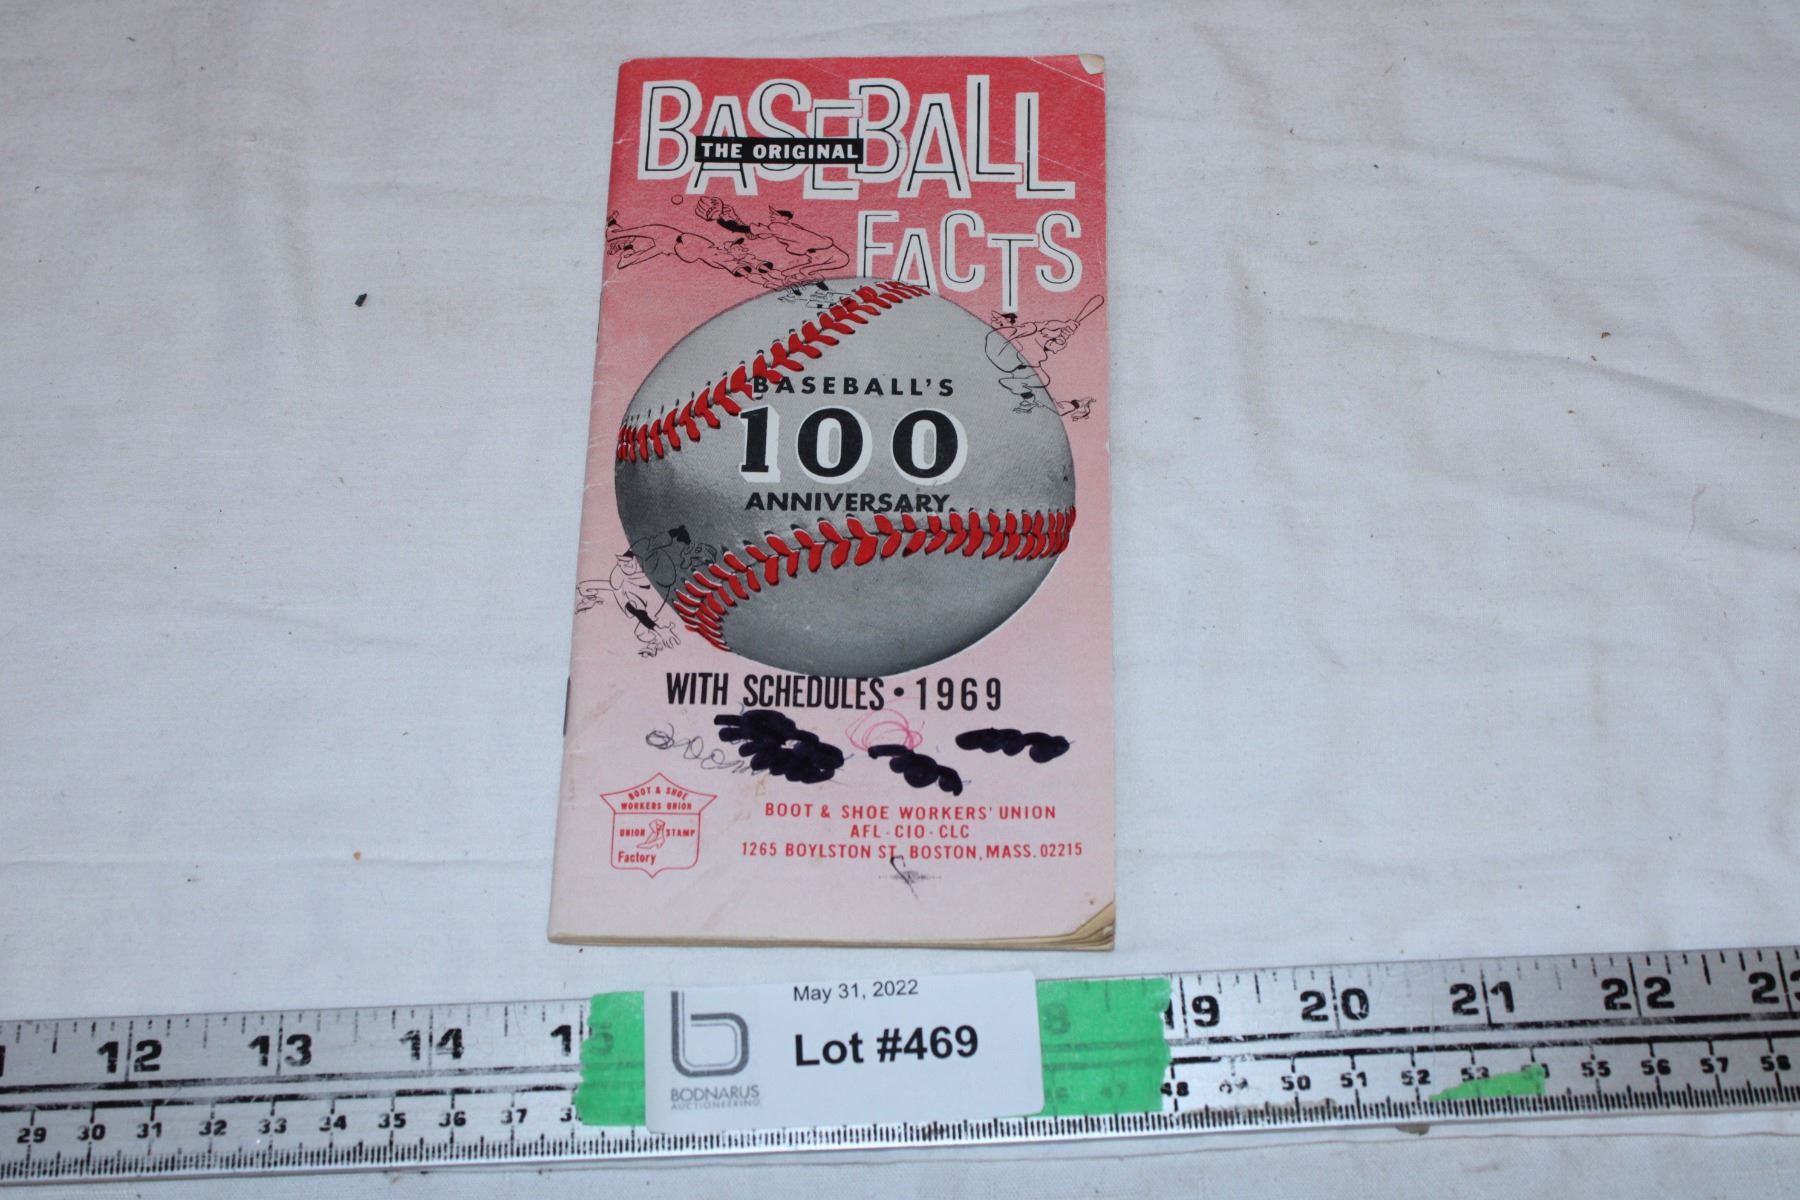 BASEBALL
THE ORIGINAL
FACTS
BASEBALL'S
100
ANNIVERSARY
WITH SCHEDULES • 1969
BOOT & SHOE
WORKERS UNION
UNION STAMP
Factory
BOOT & SHOE WORKERS' UNION
AFL - CIO - CLC
1265 BOYLSTON ST. BOSTON, MASS. 02215
May 31, 2022
Lot #469
BODNARUS
AUCTIONEERING
12 13 14 15 19 20 21 22
29 30 31 32 33 34 35 36 37 50 51 52 53 55 56 57 58